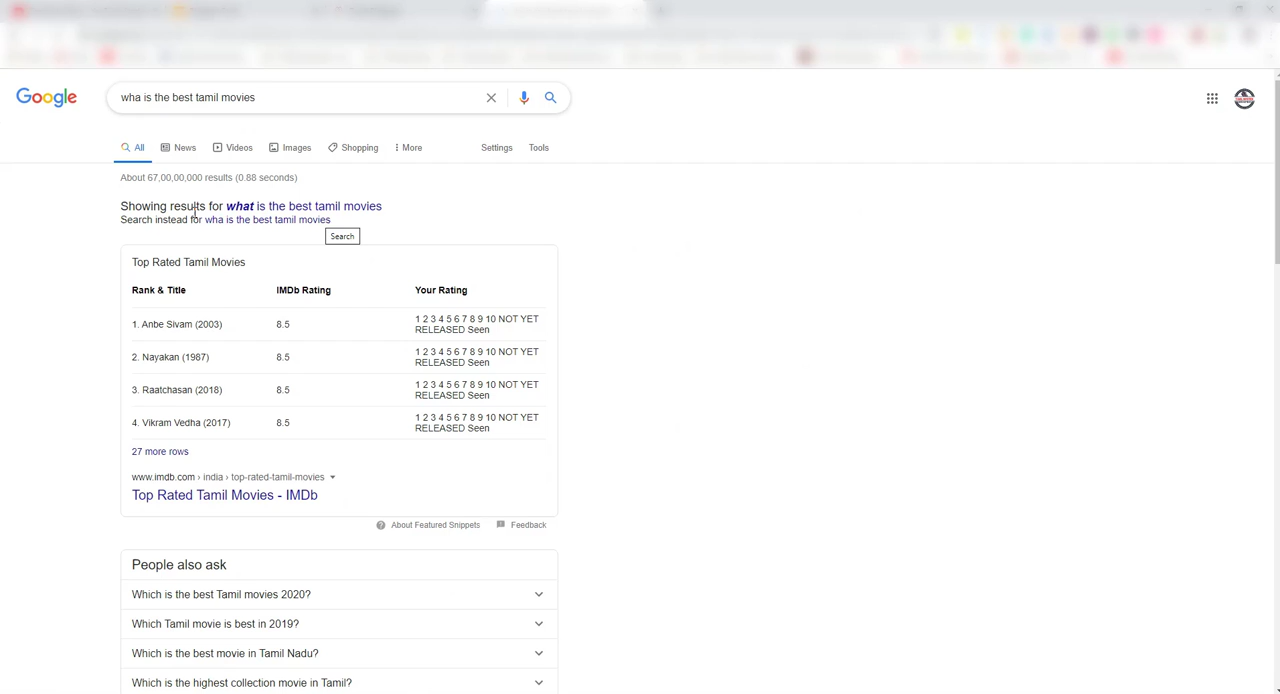 Google
wha is the best tamil movies
All News Videos Images Shopping More Settings Tools
About 67,00,00,000 results (0.88 seconds)
Showing results for what is the best tamil movies
Search instead for wha is the best tamil movies
Search
Top Rated Tamil Movies
Rank & Title IMDb Rating Your Rating
1. Anbe Sivam (2003) 8.5 1 2 3 4 5 6 7 8 9 10 NOT YET
RELEASED Seen
2. Nayakan (1987) 8.5 1 2 3 4 5 6 7 8 9 10 NOT YET
RELEASED Seen
3. Raatchasan (2018) 8.5 1 2 3 4 5 6 7 8 9 10 NOT YET
RELEASED Seen
4. Vikram Vedha (2017) 8.5 1 2 3 4 5 6 7 8 9 10 NOT YET
RELEASED Seen
27 more rows
www.imdb.com › india › top-rated-tamil-movies
Top Rated Tamil Movies - IMDb
About Featured Snippets Feedback
People also ask
Which is the best Tamil movies 2020?
Which Tamil movie is best in 2019?
Which is the best movie in Tamil Nadu?
Which is the highest collection movie in Tamil?